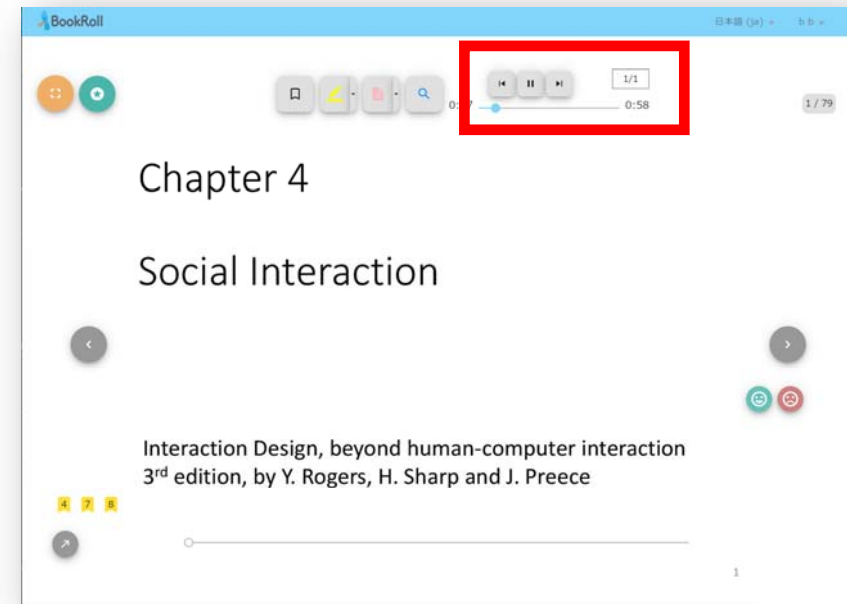 BookRoll
日本語 (ja)
b b
1/1
0:58
1 / 79
Chapter 4
Social Interaction
Interaction Design, beyond human-computer interaction
3rd edition, by Y. Rogers, H. Sharp and J. Preece
4 7 8
1